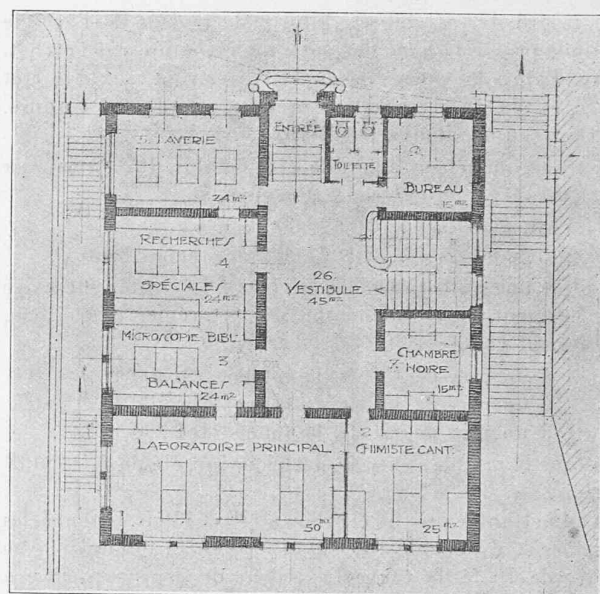 ENTRÉE
5. LAVERIE
24 m²
TOILETTE
BUREAU
15 m²
RECHERCHES
4
SPÉCIALES
24 m²
26
VESTIBULE
45 m²
MICROSCOPIE BIBL.
3
BALANCES
24 m²
CHAMBRE
7.
NOIRE
15 m²
LABORATOIRE PRINCIPAL
50 m²
2
CHIMISTE CANT.
25 m²